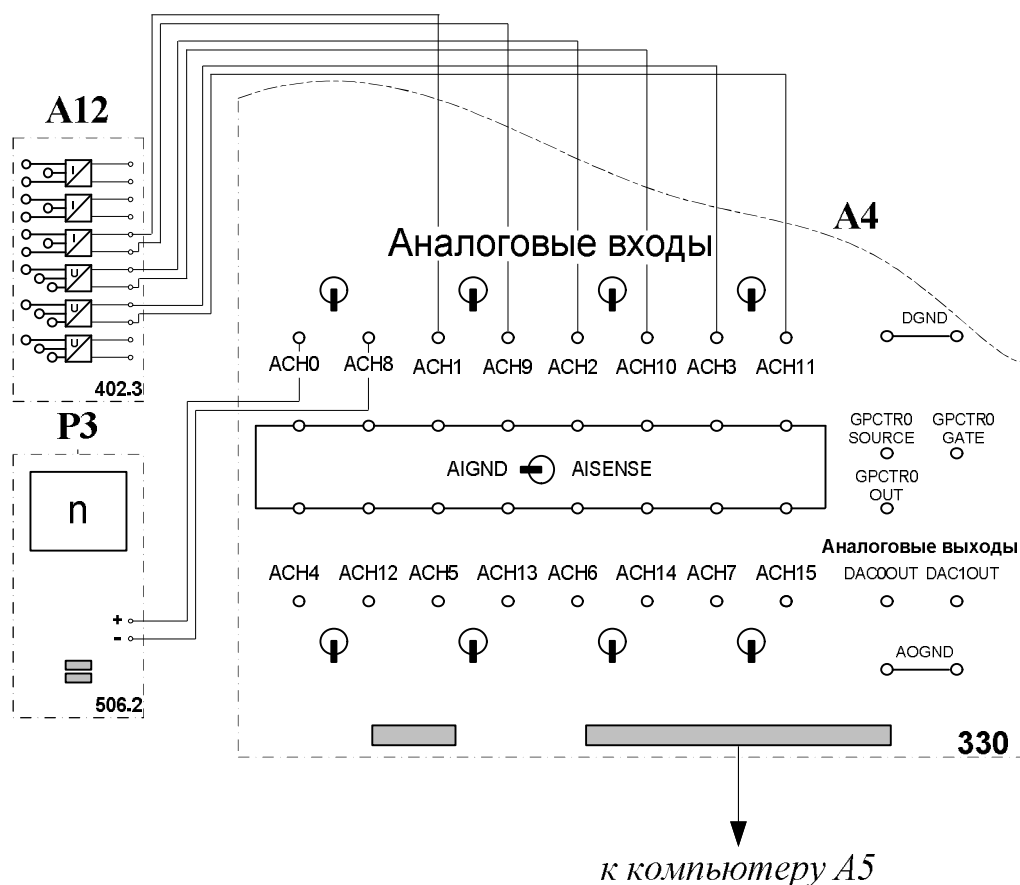 A12
I
I
I
U
U
U
402.3
P3
n
+
-
506.2
A4
Аналоговые входы
ACH0 ACH8 ACH1 ACH9 ACH2 ACH10 ACH3 ACH11
DGND
AIGND AISENSE
GPCTR0 SOURCE
GPCTR0 GATE
GPCTR0 OUT
Аналоговые выходы
DAC0OUT DAC1OUT
ACH4 ACH12 ACH5 ACH13 ACH6 ACH14 ACH7 ACH15
AOGND
330
к компьютеру А5